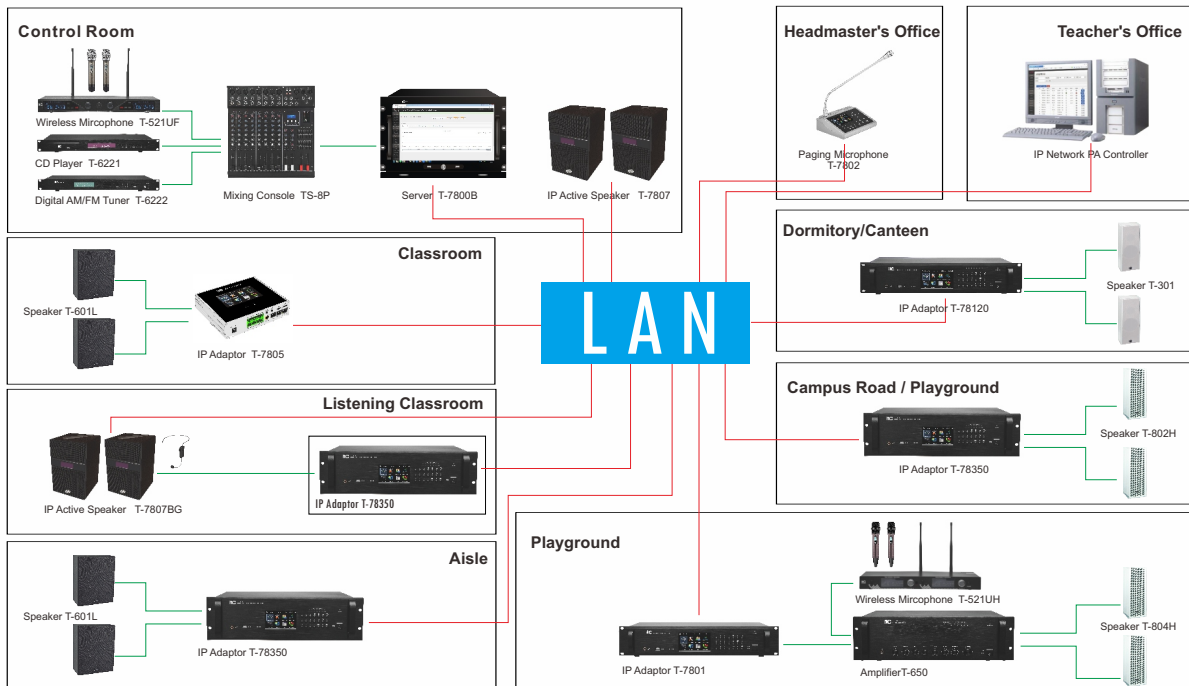 Control Room
Wireless Mircophone T-521UF
CD Player T-6221
Digital AM/FM Tuner T-6222
Mixing Console TS-8P
Server T-7800B
IP Active Speaker T-7807
Headmaster's Office
Paging Microphone
T-7802
Teacher's Office
IP Network PA Controller
Classroom
Speaker T-601L
IP Adaptor T-7805
LAN
Dormitory/Canteen
IP Adaptor T-78120
Speaker T-301
Listening Classroom
IP Active Speaker T-7807BG
IP Adaptor T-78350
Campus Road / Playground
IP Adaptor T-78350
Speaker T-802H
Aisle
Speaker T-601L
IP Adaptor T-78350
Playground
Wireless Mircophone T-521UH
IP Adaptor T-7801
AmplifierT-650
Speaker T-804H